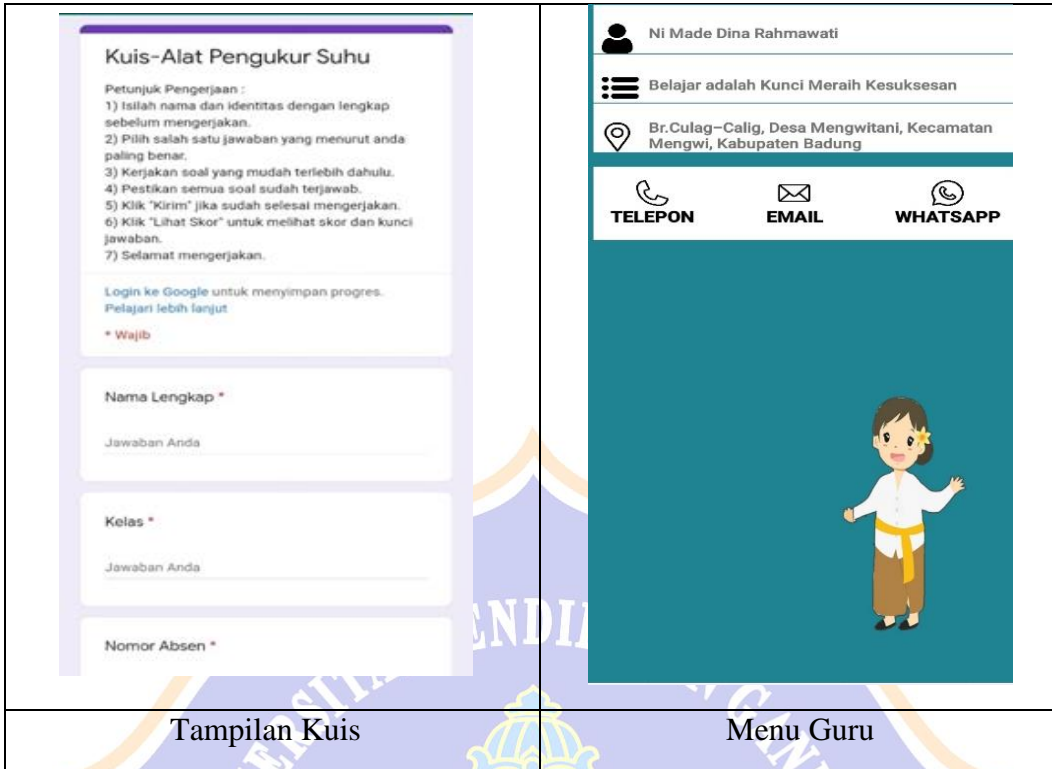 Kuis-Alat Pengukur Suhu
Petunjuk Pengerjaan :
1) Isilah nama dan identitas dengan lengkap
sebelum mengerjakan.
2) Pilih salah satu jawaban yang menurut anda
paling benar.
3) Kerjakan soal yang mudah terlebih dahulu.
4) Pestikan semua soal sudah terjawab.
5) Klik "Kirim" jika sudah selesai mengerjakan.
6) Klik "Lihat Skor" untuk melihat skor dan kunci
jawaban.
7) Selamat mengerjakan.
Login ke Google untuk menyimpan progres.
Pelajari lebih lanjut
* Wajib
Nama Lengkap *
Jawaban Anda
Kelas *
Jawaban Anda
Nomor Absen *
Tampilan Kuis
Ni Made Dina Rahmawati
Belajar adalah Kunci Meraih Kesuksesan
Br.Culag-Calig, Desa Mengwitani, Kecamatan
Mengwi, Kabupaten Badung
TELEPON EMAIL WHATSAPP
Menu Guru